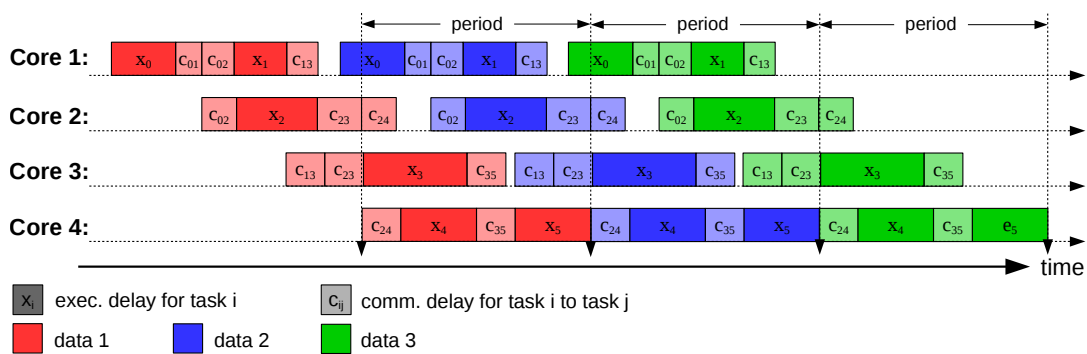 period period period
Core 1: x₀ c₀₁ c₀₂ x₁ c₁₃ x₀ c₀₁ c₀₂ x₁ c₁₃ x₀ c₀₁ c₀₂ x₁ c₁₃
Core 2: c₀₂ x₂ c₂₃ c₂₄ c₀₂ x₂ c₂₃ c₂₄ c₀₂ x₂ c₂₃ c₂₄
Core 3: c₁₃ c₂₃ x₃ c₃₅ c₁₃ c₂₃ x₃ c₃₅ c₁₃ c₂₃ x₃ c₃₅
Core 4: c₂₄ x₄ c₃₅ x₅ c₂₄ x₄ c₃₅ x₅ c₂₄ x₄ c₃₅ e₅
time
xᵢ exec. delay for task i cᵢⱼ comm. delay for task i to task j
data 1 data 2 data 3